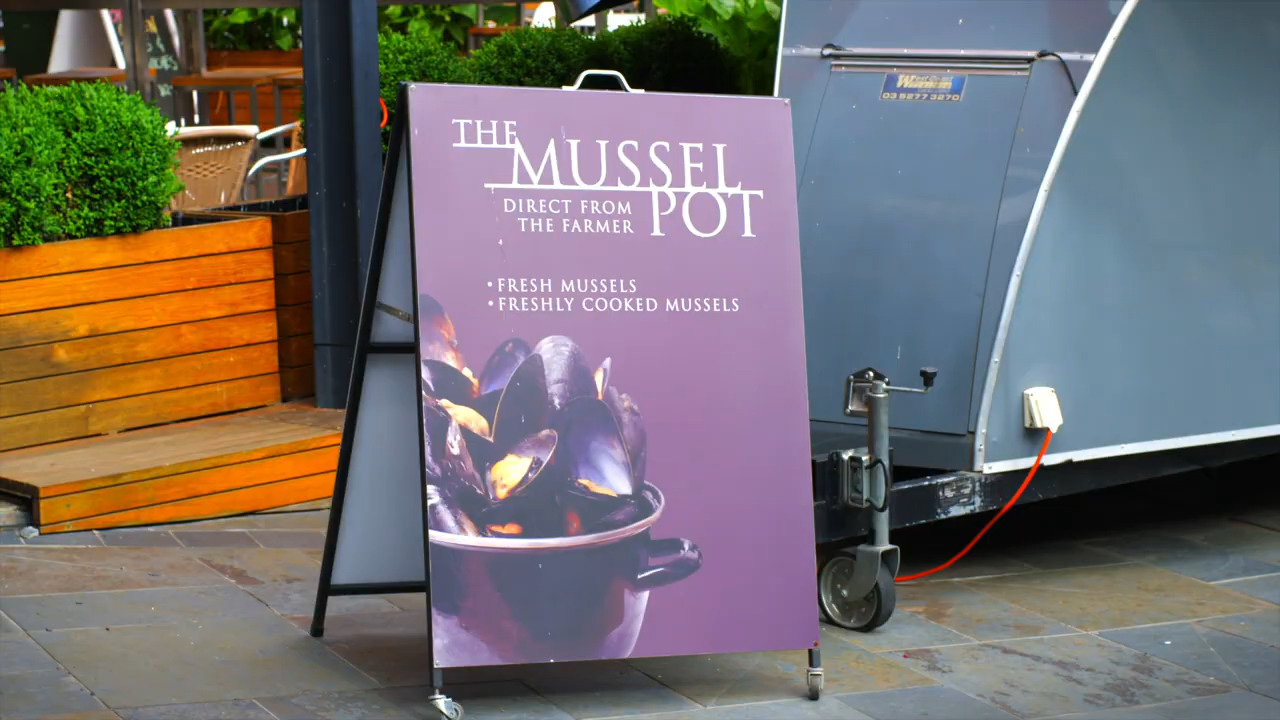 THE
MUSSEL
POT
DIRECT FROM
THE FARMER
• FRESH MUSSELS
• FRESHLY COOKED MUSSELS
03 5277 3270